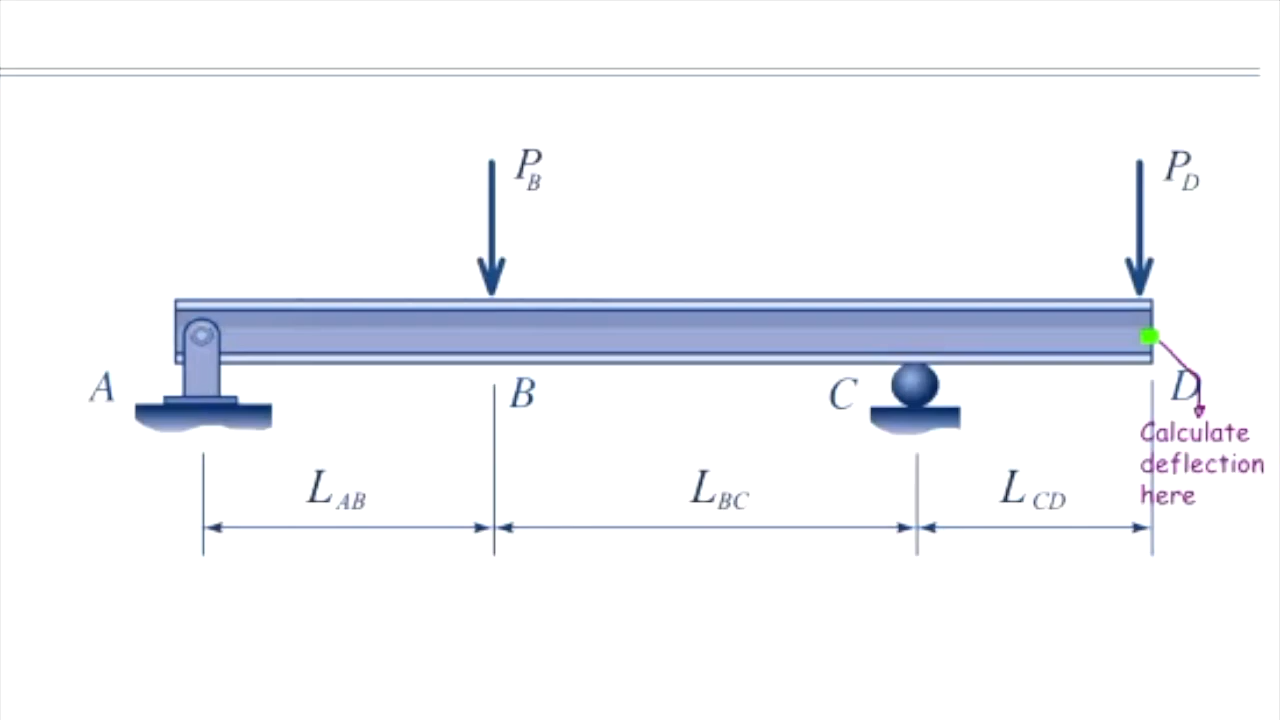 P_B
P_D
A
B
C
D
Calculate
deflection
here
L_AB
L_BC
L_CD